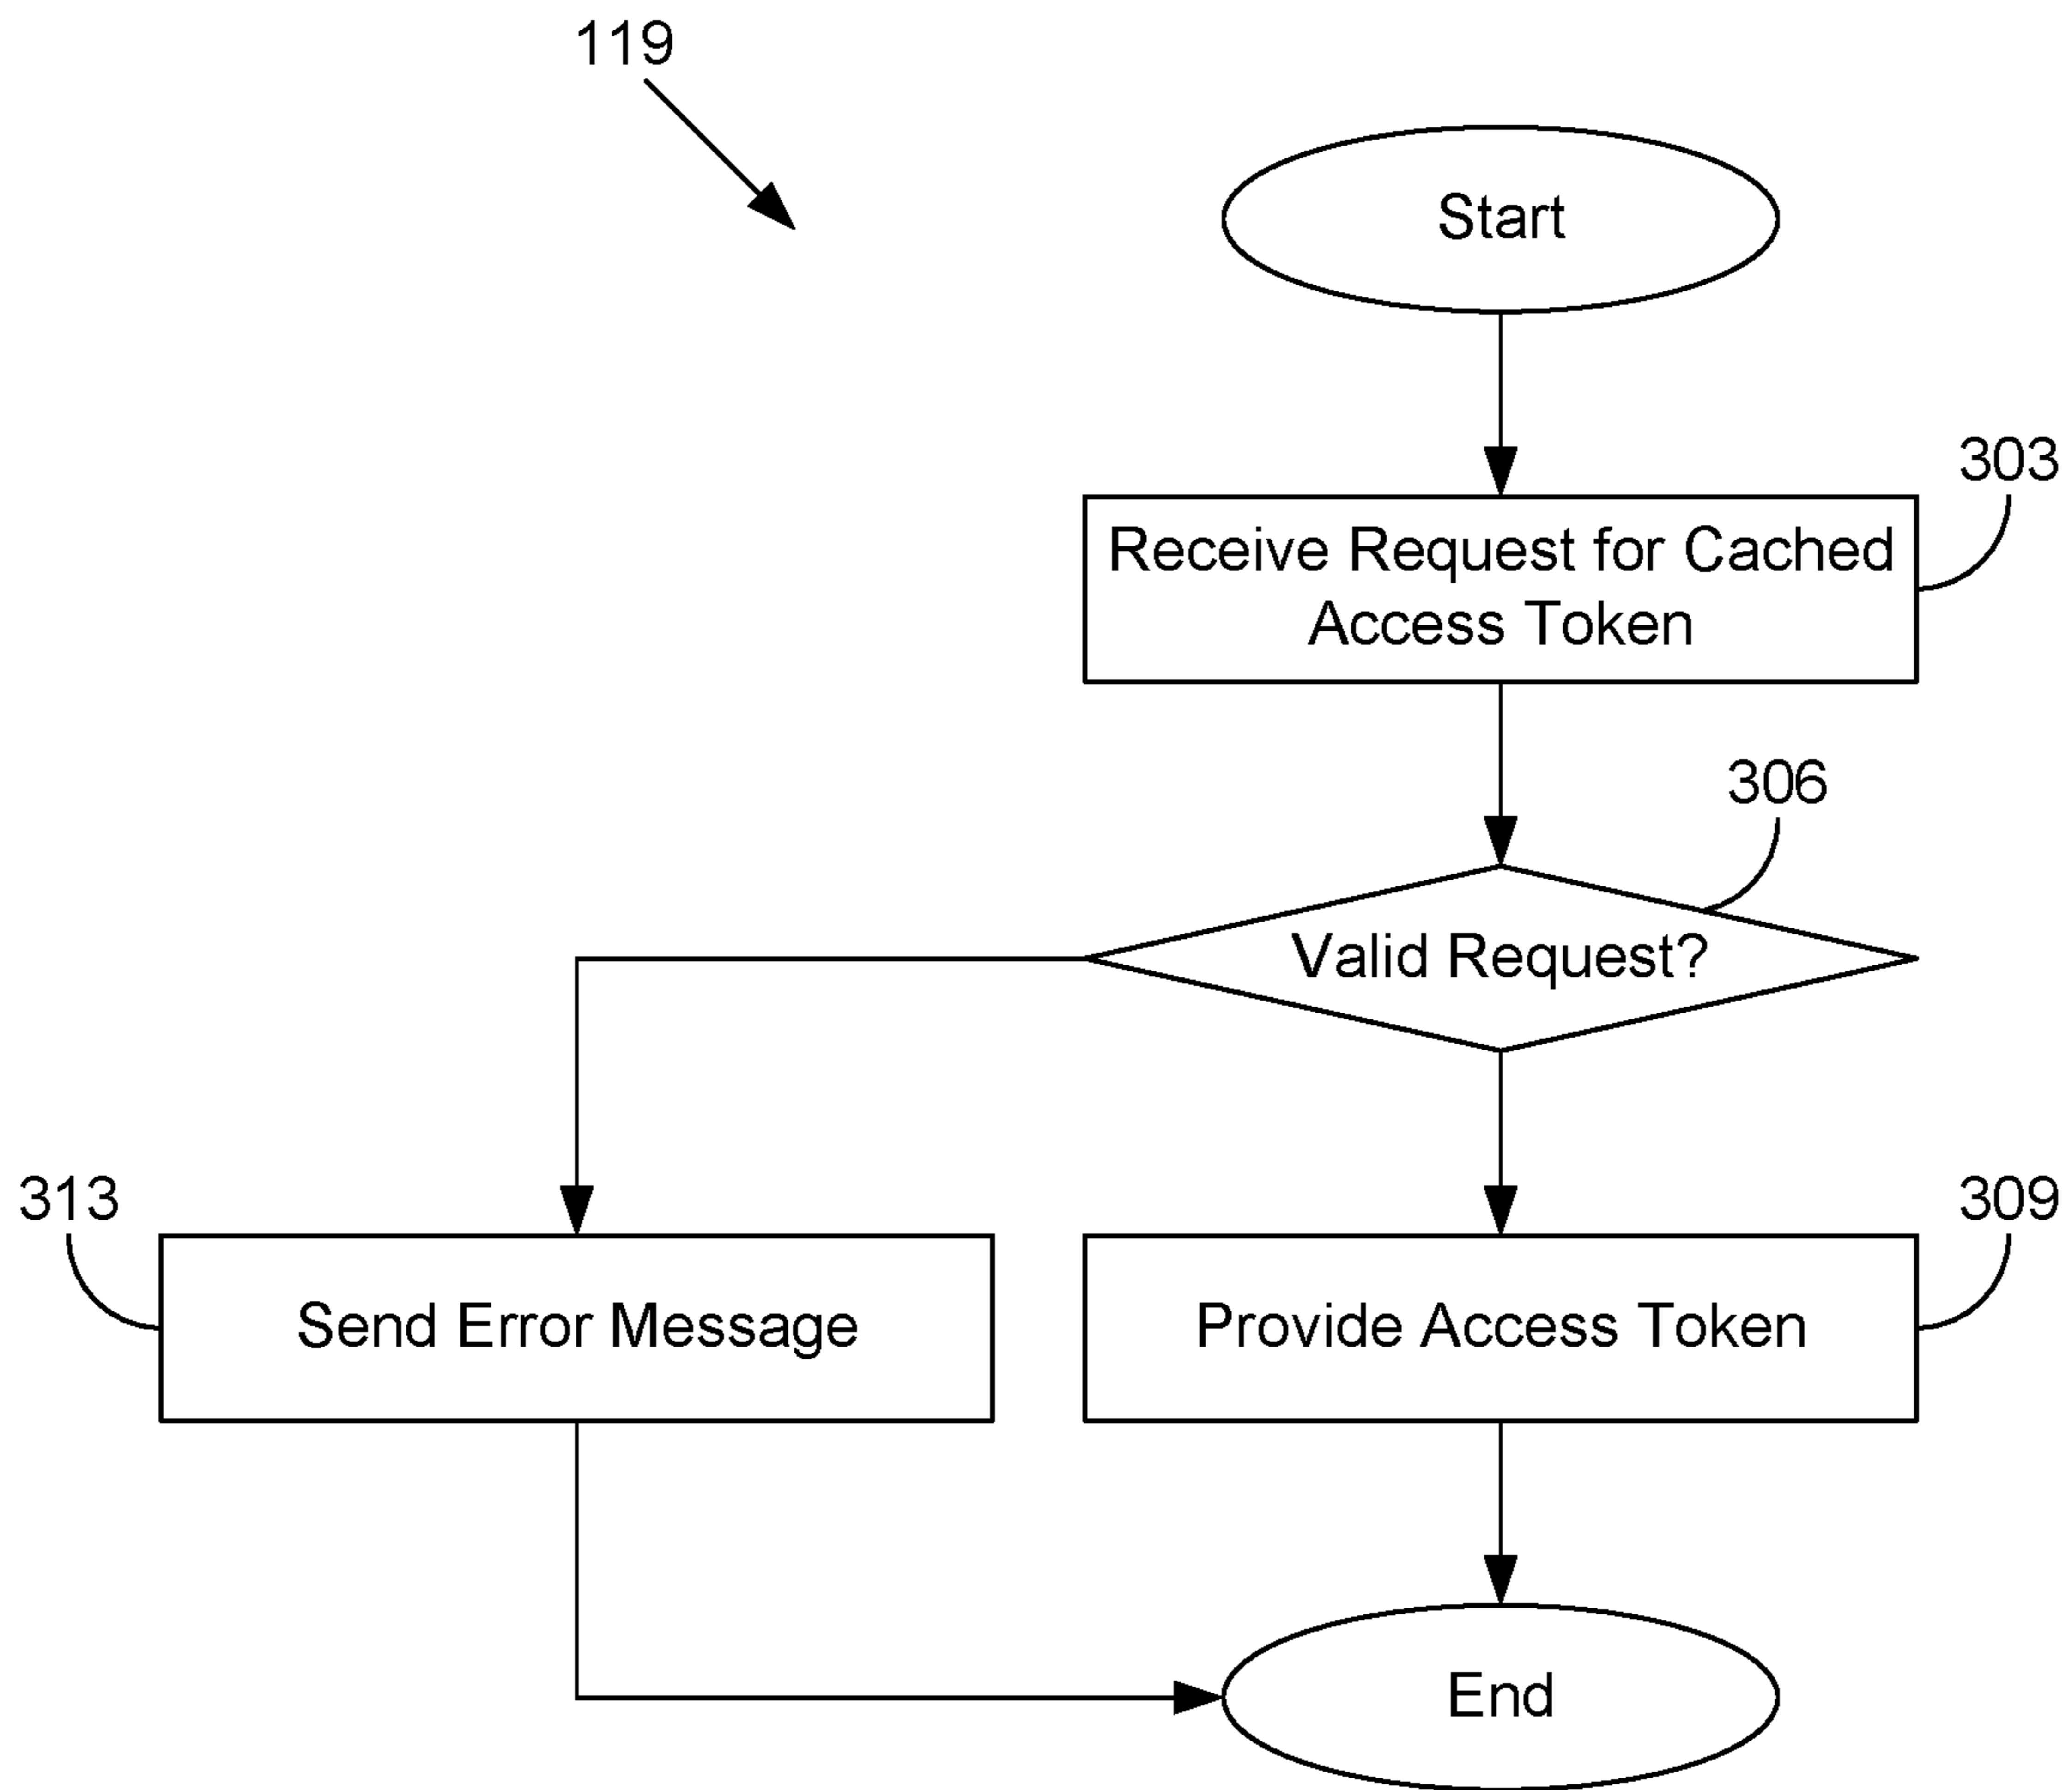 119
Start
303
Receive Request for Cached
Access Token
306
Valid Request?
313
Send Error Message
309
Provide Access Token
End